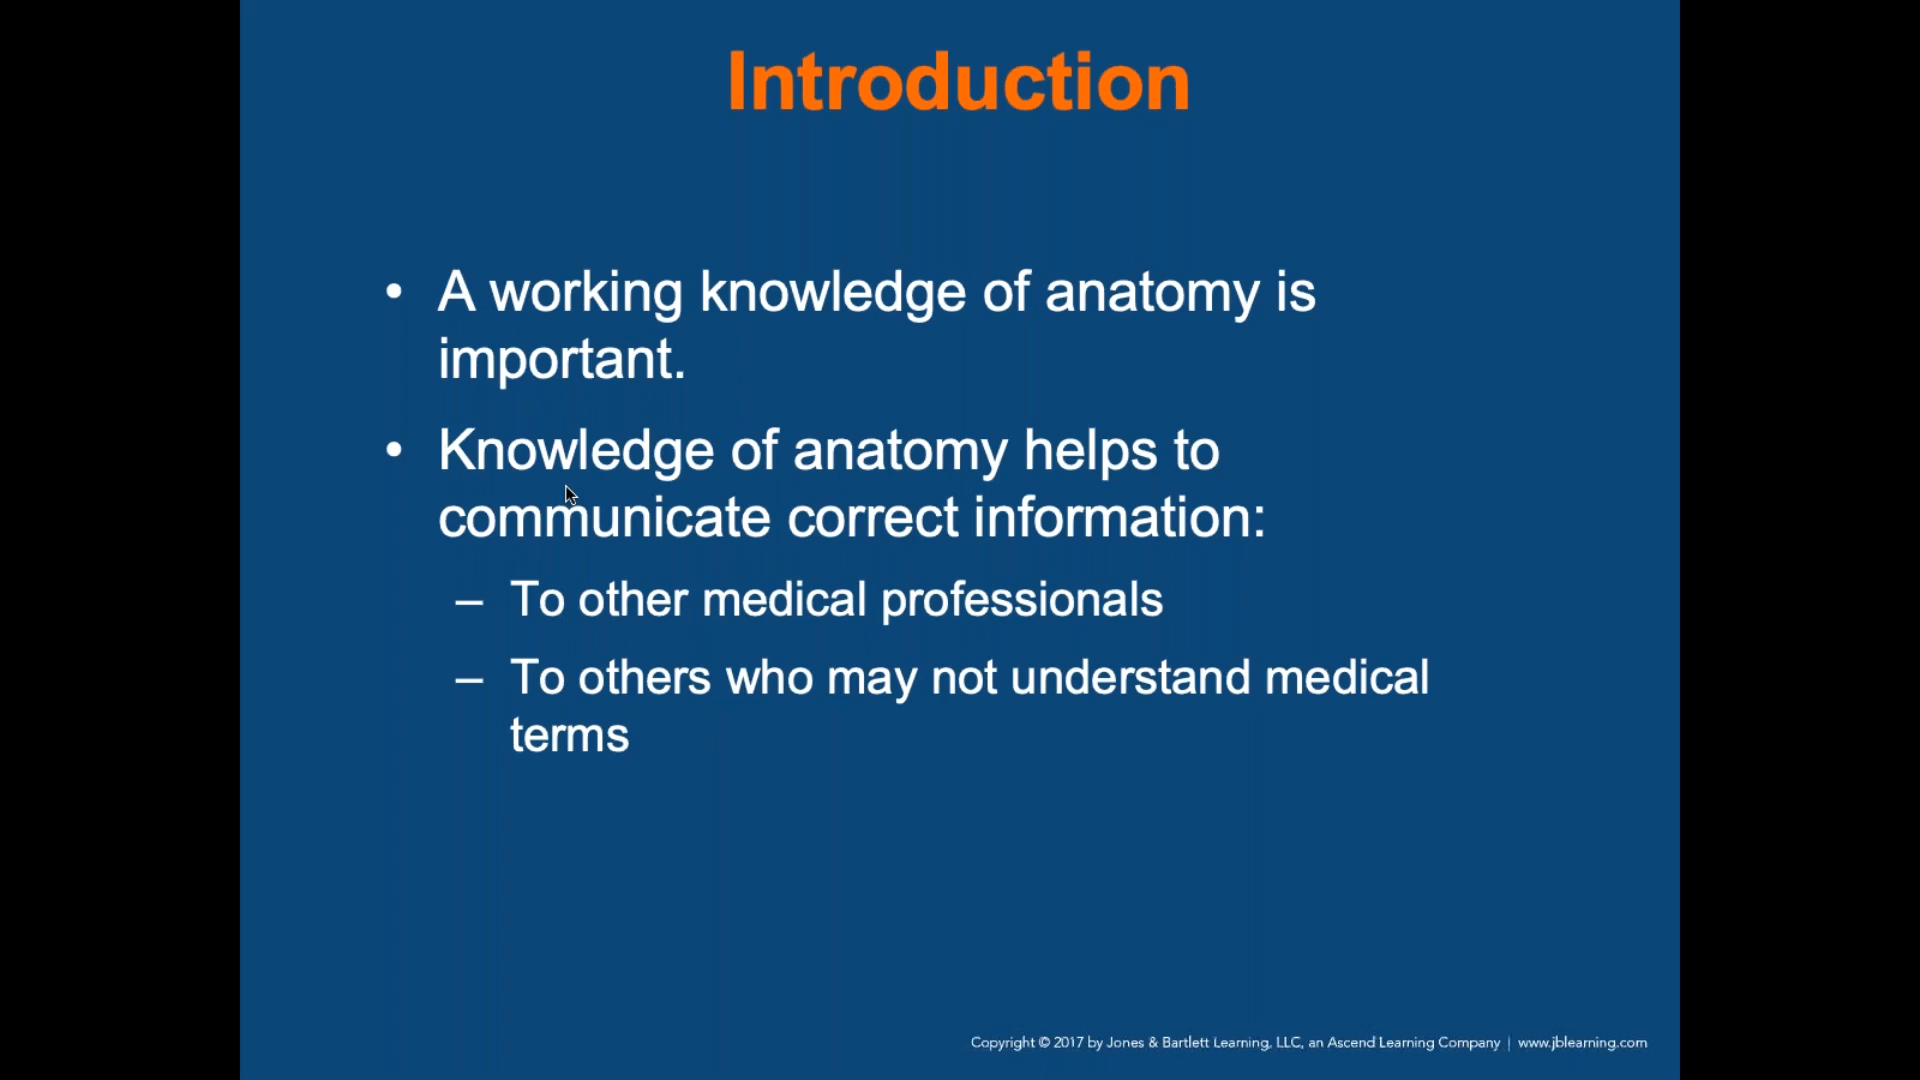 Introduction
• A working knowledge of anatomy is
important.
• Knowledge of anatomy helps to
communicate correct information:
– To other medical professionals
– To others who may not understand medical
terms
Copyright © 2017 by Jones & Bartlett Learning, LLC, an Ascend Learning Company | www.jblearning.com